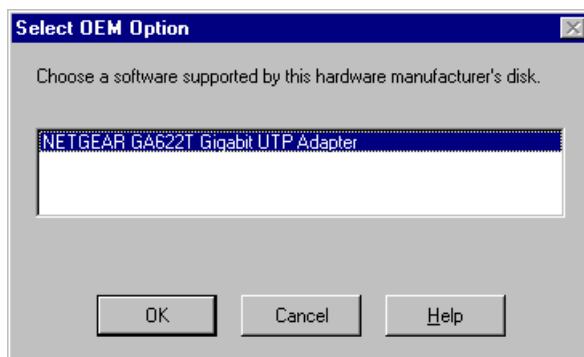 Select OEM Option
Choose a software supported by this hardware manufacturer's disk.
NETGEAR GA622T Gigabit UTP Adapter
OK
Cancel
Help